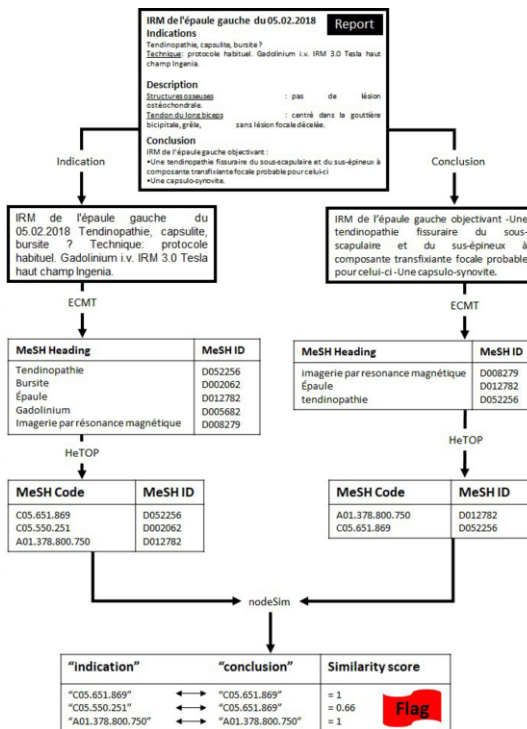 IRM de l'épaule gauche du 05.02.2018
Report
Indications
Tendinopathie, capsulite, bursite ?
Technique: protocole habituel. Gadolinium i.v. IRM 3.0 Tesla haut
champ Ingenia.
Description
Structures osseuses : pas de lésion
ostéochondrale.
Tendon du long biceps : centré dans la gouttière
bicipitale, grêle, sans lésion focale décelée.
Conclusion
IRM de l'épaule gauche objectivant :
•Une tendinopathie fissuraire du sous-scapulaire et du sus-épineux à
composante transfixiante focale probable pour celui-ci
•Une capsulo-synovite.
Indication
Conclusion
IRM de l'épaule gauche du
05.02.2018 Tendinopathie, capsulite,
bursite ? Technique: protocole
habituel. Gadolinium i.v. IRM 3.0 Tesla
haut champ Ingenia.
IRM de l'épaule gauche objectivant -Une
tendinopathie fissuraire du sous-
scapulaire et du sus-épineux à
composante transfixiante focale probable
pour celui-ci -Une capsulo-synovite.
ECMT
ECMT
MeSH Heading MeSH ID
Tendinopathie D052256
Bursite D002062
Épaule D012782
Gadolinium D005682
Imagerie par résonance magnétique D008279
MeSH Heading MeSH ID
imagerie par resonance magnétique D008279
Épaule D012782
tendinopathie D052256
HeTOP
HeTOP
MeSH Code MeSH ID
C05.651.869 D052256
C05.550.251 D002062
A01.378.800.750 D012782
MeSH Code MeSH ID
A01.378.800.750 D012782
C05.651.869 D052256
nodeSim
"indication" "conclusion" Similarity score
"C05.651.869" "C05.651.869" = 1
"C05.550.251" "C05.651.869" = 0.66
"A01.378.800.750" "A01.378.800.750" = 1
Flag